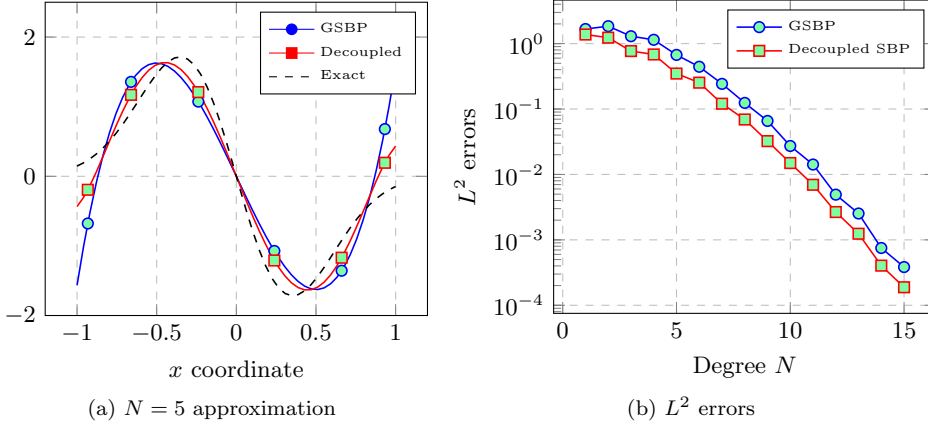 2
0
−2
−1
−0.5
0
0.5
1
x coordinate
GSBP
Decoupled
Exact
(a) N = 5 approximation
10^0
10^−1
10^−2
10^−3
10^−4
L^2 errors
0
5
10
15
Degree N
GSBP
Decoupled SBP
(b) L^2 errors